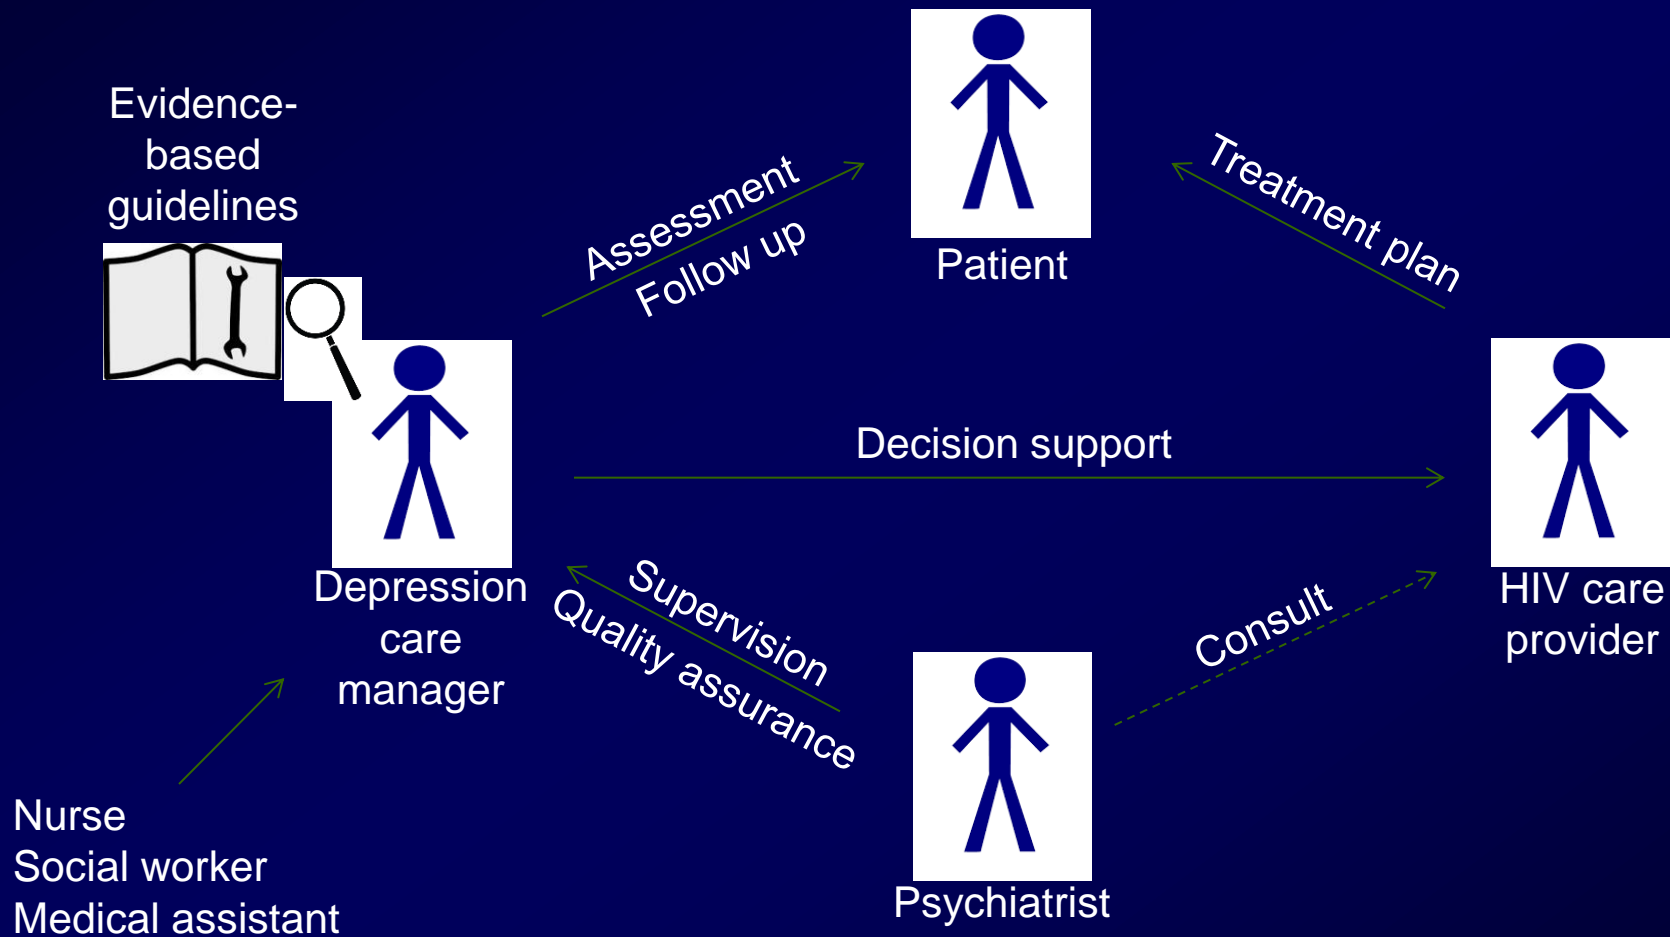 Evidence-
based
guidelines
Assessment
Follow up
Patient
Treatment plan
Decision support
Depression
care
manager
Supervision
Quality assurance
Consult
HIV care
provider
Nurse
Social worker
Medical assistant
Psychiatrist